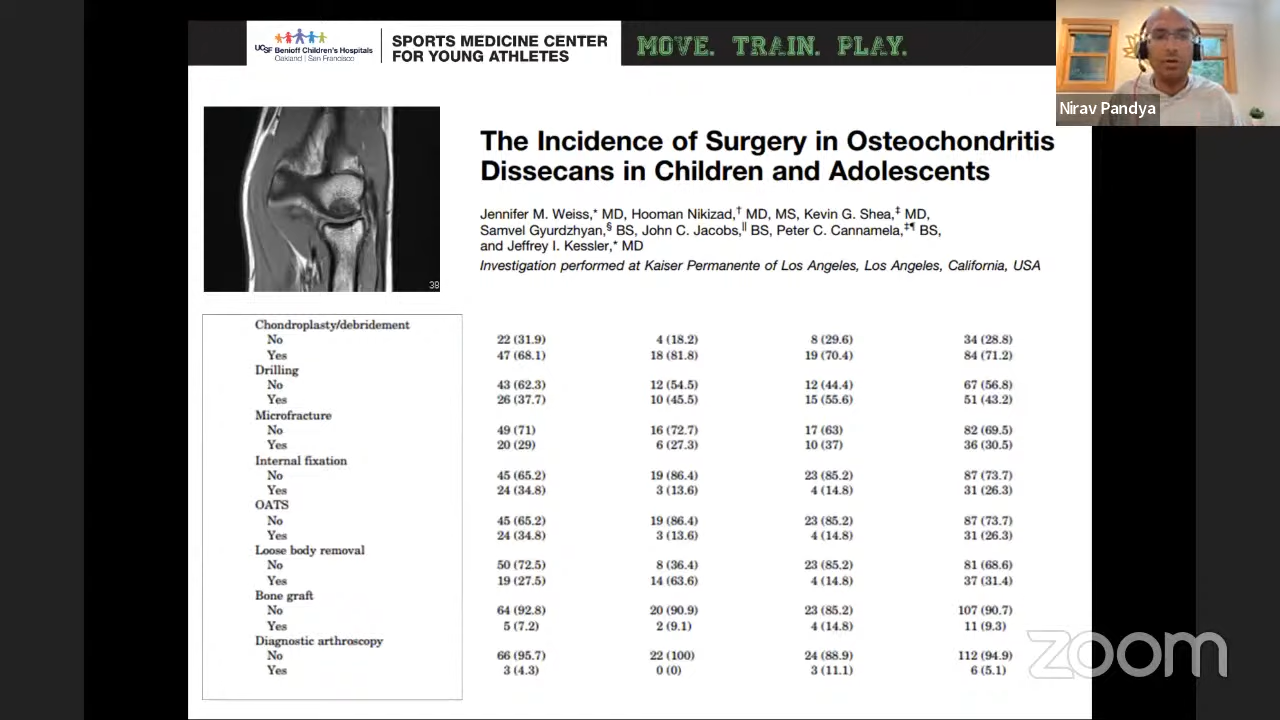 UCSF Benioff Children's Hospitals
Oakland | San Francisco
SPORTS MEDICINE CENTER
FOR YOUNG ATHLETES
MOVE. TRAIN. PLAY.
Nirav Pandya
38
The Incidence of Surgery in Osteochondritis
Dissecans in Children and Adolescents
Jennifer M. Weiss,* MD, Hooman Nikizad,† MD, MS, Kevin G. Shea,‡ MD,
Samvel Gyurdzhyan,§ BS, John C. Jacobs,|| BS, Peter C. Cannamela,‡¶ BS,
and Jeffrey I. Kessler,* MD
Investigation performed at Kaiser Permanente of Los Angeles, Los Angeles, California, USA
Chondroplasty/debridement
No 22 (31.9) 4 (18.2) 8 (29.6) 34 (28.8)
Yes 47 (68.1) 18 (81.8) 19 (70.4) 84 (71.2)
Drilling
No 43 (62.3) 12 (54.5) 12 (44.4) 67 (56.8)
Yes 26 (37.7) 10 (45.5) 15 (55.6) 51 (43.2)
Microfracture
No 49 (71) 16 (72.7) 17 (63) 82 (69.5)
Yes 20 (29) 6 (27.3) 10 (37) 36 (30.5)
Internal fixation
No 45 (65.2) 19 (86.4) 23 (85.2) 87 (73.7)
Yes 24 (34.8) 3 (13.6) 4 (14.8) 31 (26.3)
OATS
No 45 (65.2) 19 (86.4) 23 (85.2) 87 (73.7)
Yes 24 (34.8) 3 (13.6) 4 (14.8) 31 (26.3)
Loose body removal
No 50 (72.5) 8 (36.4) 23 (85.2) 81 (68.6)
Yes 19 (27.5) 14 (63.6) 4 (14.8) 37 (31.4)
Bone graft
No 64 (92.8) 20 (90.9) 23 (85.2) 107 (90.7)
Yes 5 (7.2) 2 (9.1) 4 (14.8) 11 (9.3)
Diagnostic arthroscopy
No 66 (95.7) 22 (100) 24 (88.9) 112 (94.9)
Yes 3 (4.3) 0 (0) 3 (11.1) 6 (5.1)
zoom